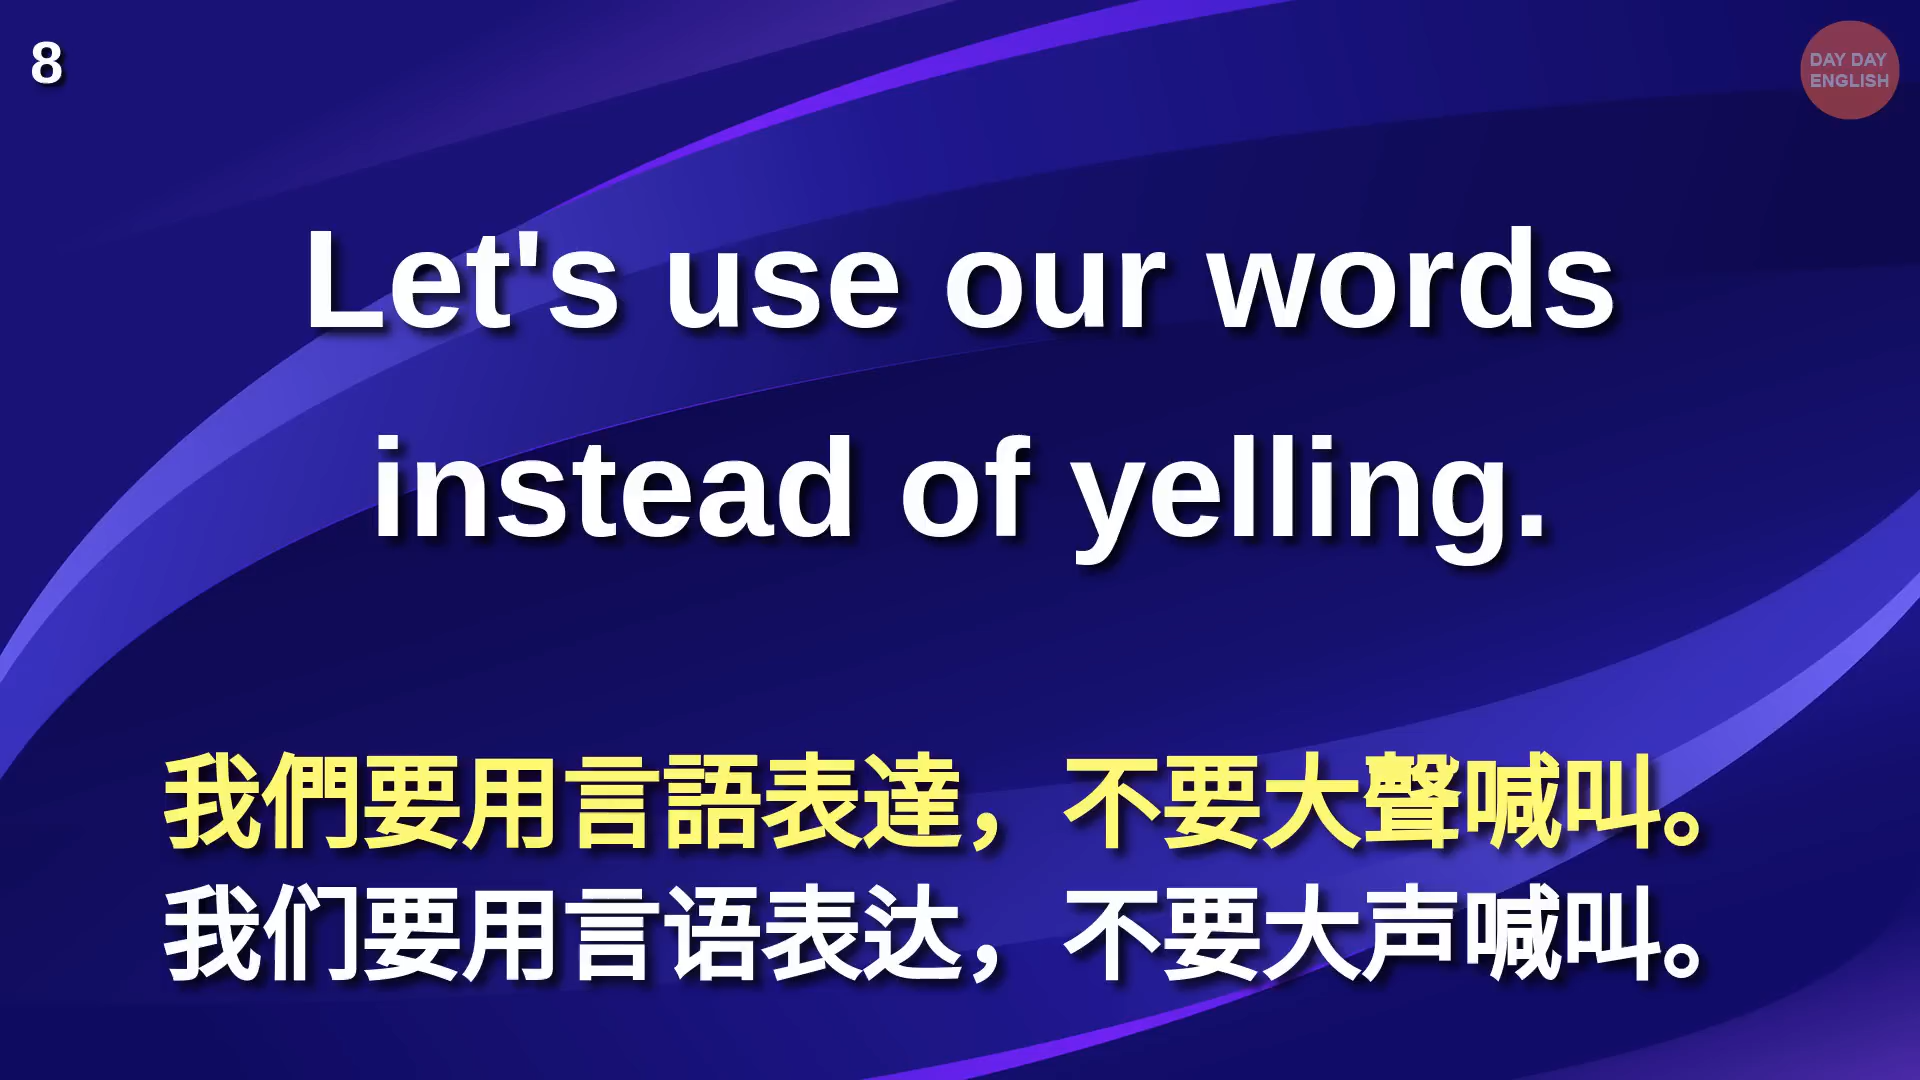 8
DAY DAY
ENGLISH
Let's use our words
instead of yelling.
我們要用言語表達，不要大聲喊叫。
我们要用言语表达，不要大声喊叫。